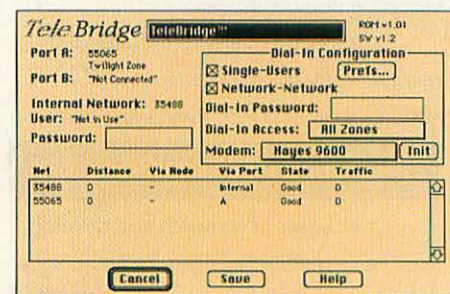 Tele Bridge TeleBridge™ ROM v1.01
SW v1.2
Port A: 55065
Twilight Zone
Port B: "Not Connected"
Internal Network: 35488
User: "Not in Use"
Password:
Dial-In Configuration
Single-Users Prefs...
Network-Network
Dial-In Password:
Dial-In Access: All Zones
Modem: Hayes 9600 Init
Net Distance Via Node Via Port State Traffic
35488 0 - Internal Good 0
55065 0 - A Good 0
Cancel Save Help